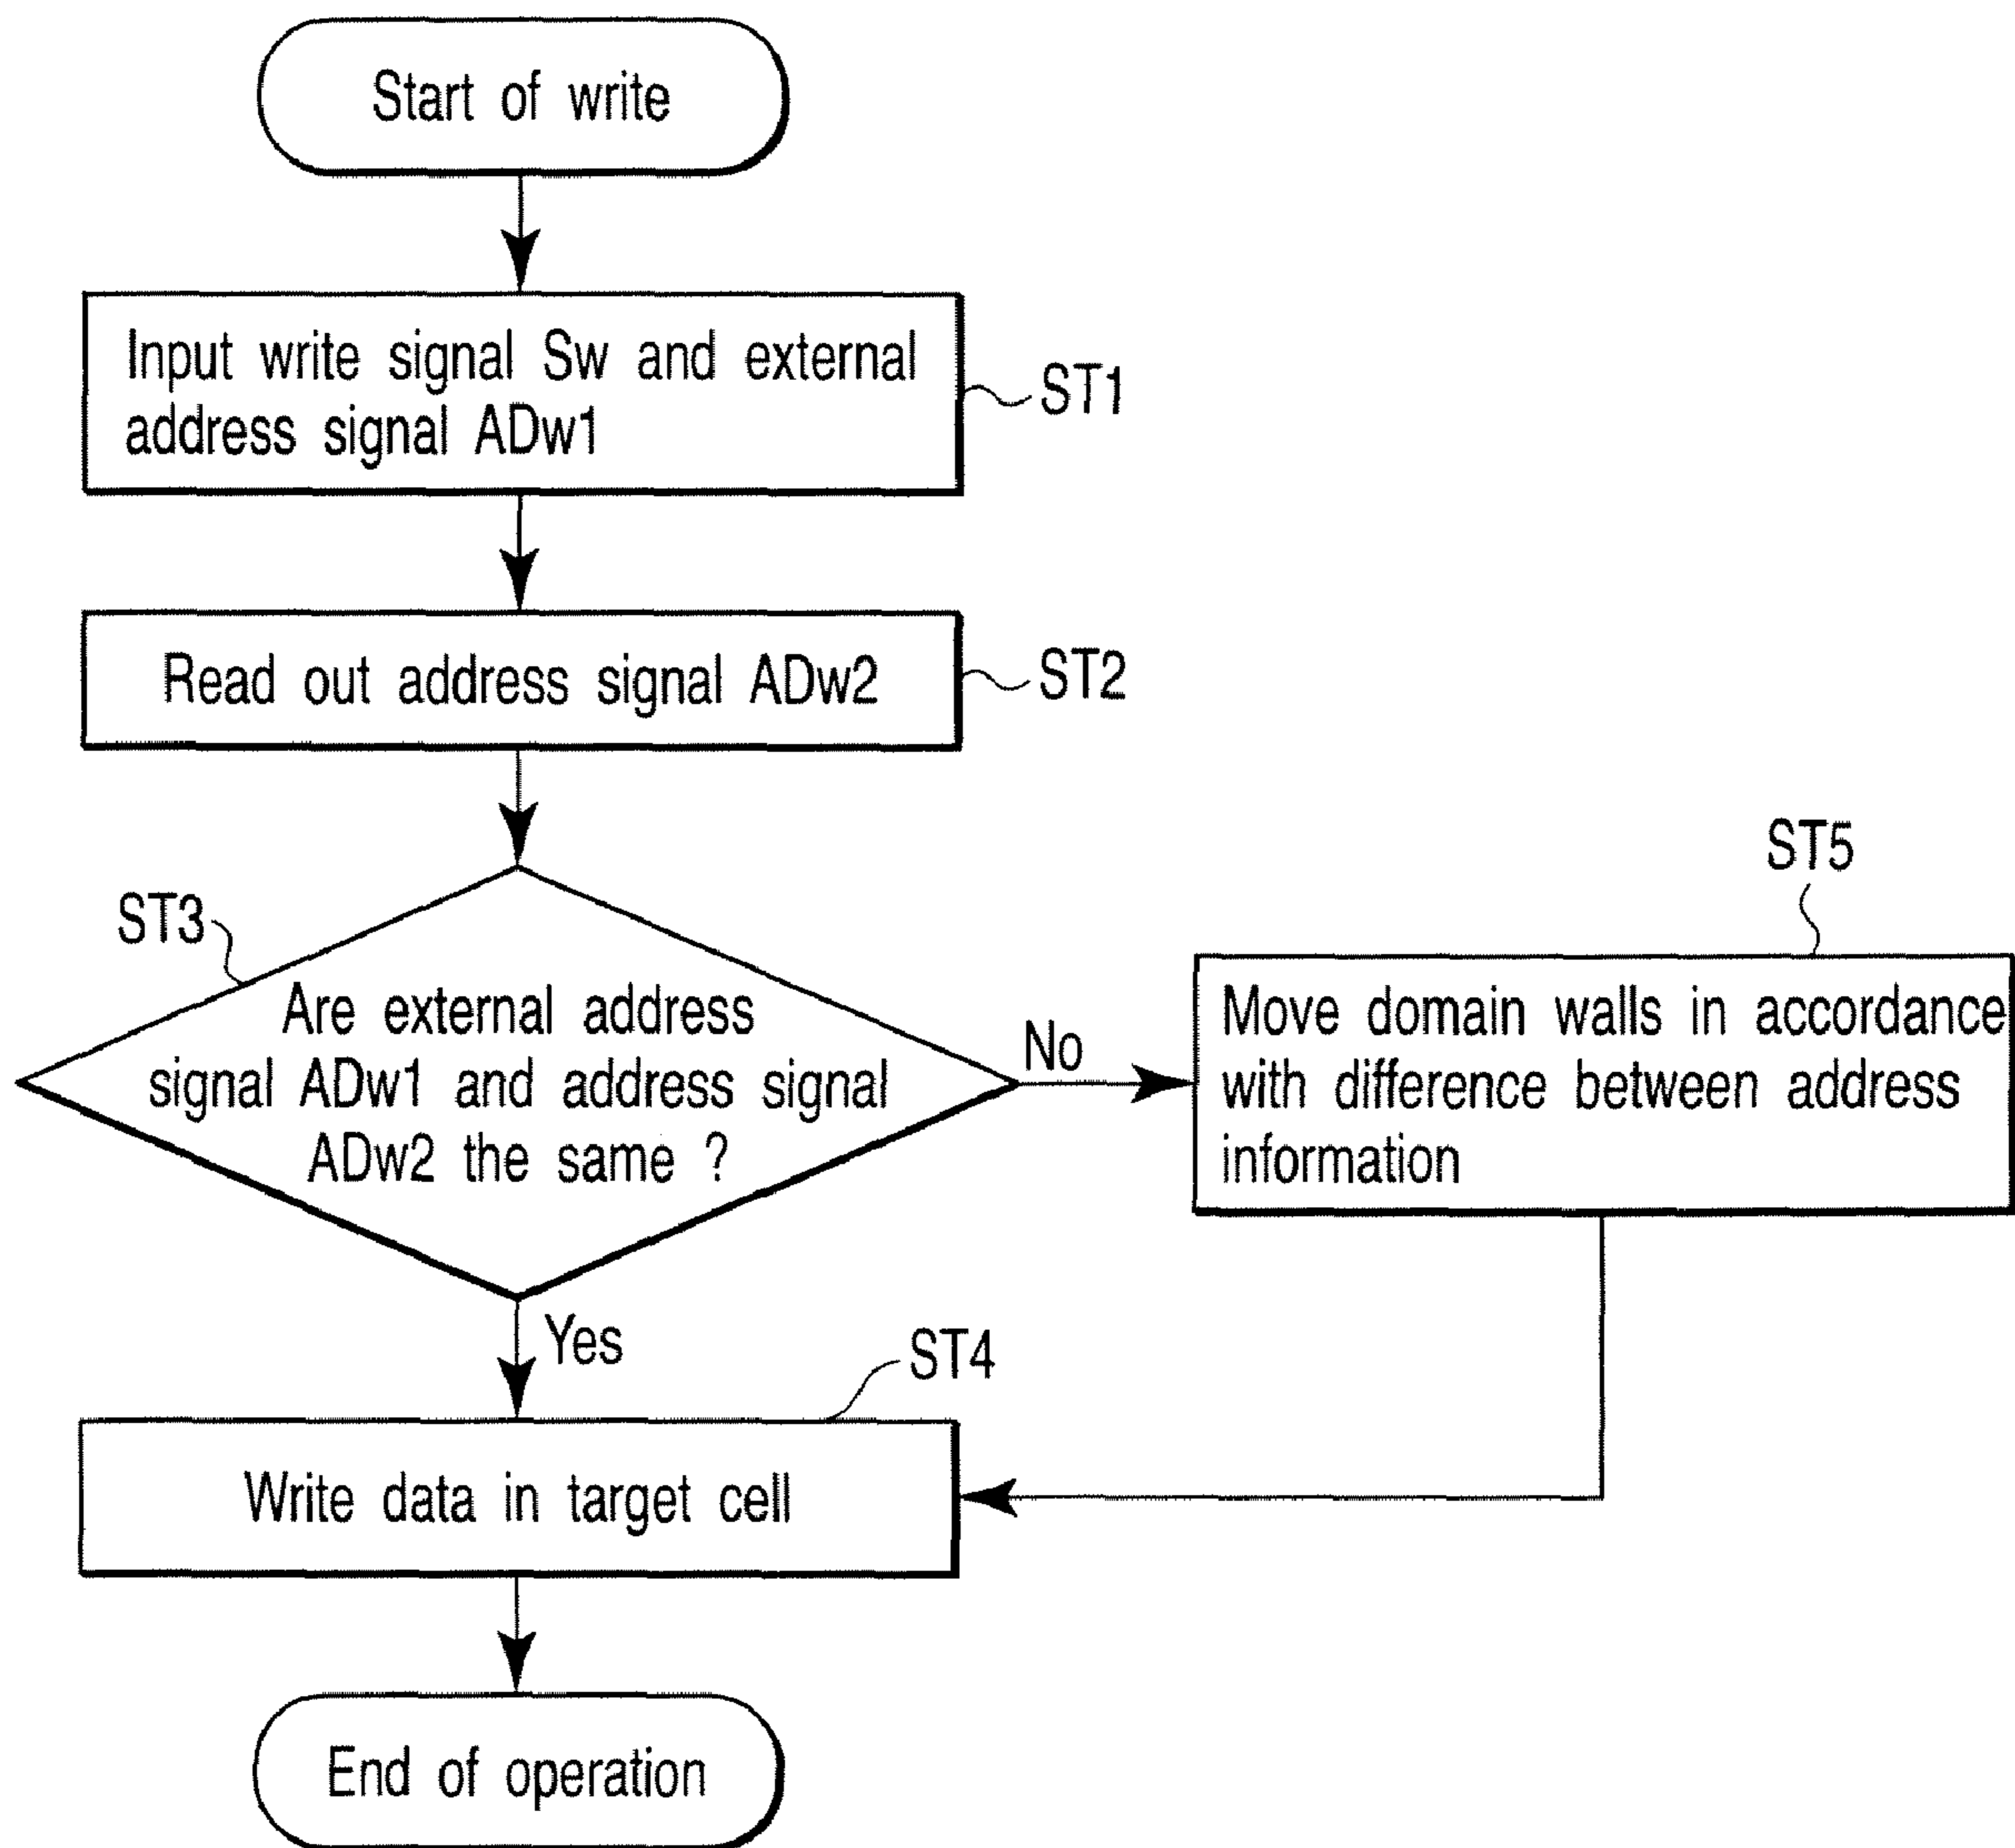 Start of write
Input write signal Sw and external
address signal ADw1
ST1
Read out address signal ADw2
ST2
ST3
Are external address
signal ADw1 and address signal
ADw2 the same ?
No
ST5
Move domain walls in accordance
with difference between address
information
Yes
ST4
Write data in target cell
End of operation